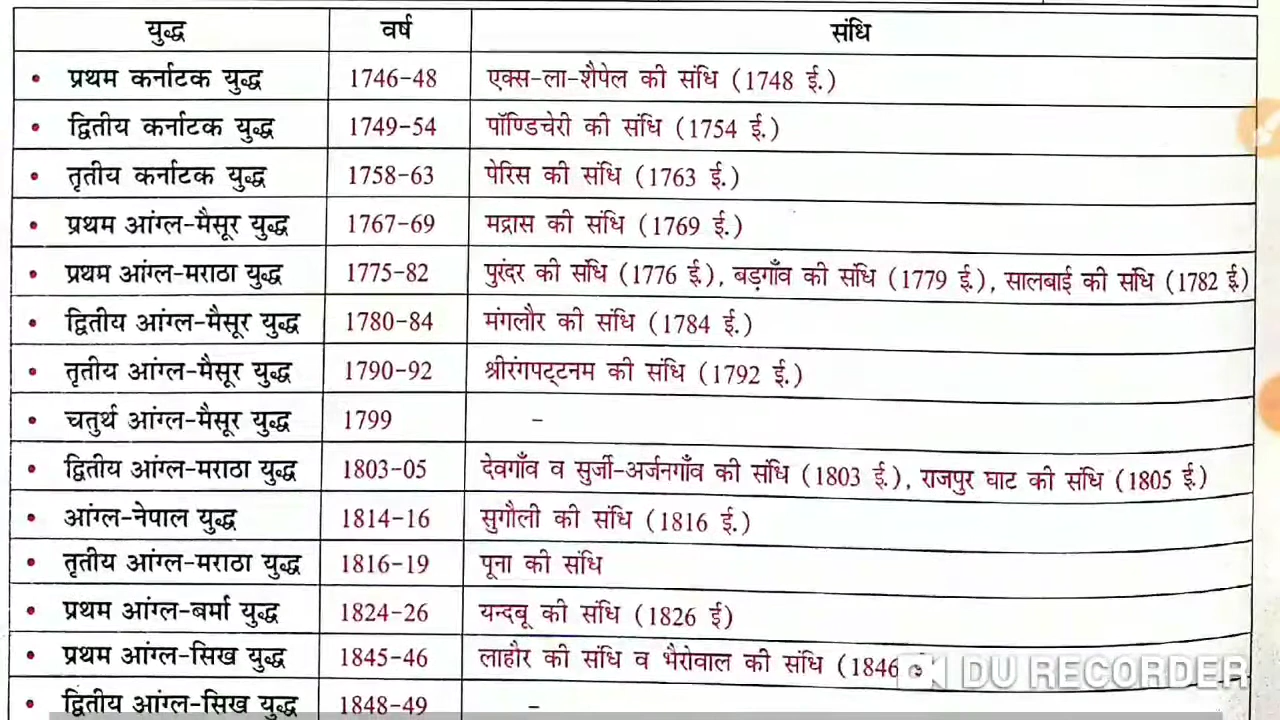 युद्ध वर्ष संधि
• प्रथम कर्नाटक युद्ध 1746-48 एक्स-ला-शैपेल की संधि (1748 ई.)
• द्वितीय कर्नाटक युद्ध 1749-54 पॉण्डिचेरी की संधि (1754 ई.)
• तृतीय कर्नाटक युद्ध 1758-63 पेरिस की संधि (1763 ई.)
• प्रथम आंग्ल-मैसूर युद्ध 1767-69 मद्रास की संधि (1769 ई.)
• प्रथम आंग्ल-मराठा युद्ध 1775-82 पुरंदर की संधि (1776 ई.), बड़गाँव की संधि (1779 ई.), सालबाई की संधि (1782 ई)
• द्वितीय आंग्ल-मैसूर युद्ध 1780-84 मंगलौर की संधि (1784 ई.)
• तृतीय आंग्ल-मैसूर युद्ध 1790-92 श्रीरंगपट्टनम की संधि (1792 ई.)
• चतुर्थ आंग्ल-मैसूर युद्ध 1799 –
• द्वितीय आंग्ल-मराठा युद्ध 1803-05 देवगाँव व सुर्जी-अर्जनगाँव की संधि (1803 ई.), राजपुर घाट की संधि (1805 ई.)
• आंग्ल-नेपाल युद्ध 1814-16 सुगौली की संधि (1816 ई.)
• तृतीय आंग्ल-मराठा युद्ध 1816-19 पूना की संधि
• प्रथम आंग्ल-बर्मा युद्ध 1824-26 यन्दबू की संधि (1826 ई)
• प्रथम आंग्ल-सिख युद्ध 1845-46 लाहौर की संधि व भैरोवाल की संधि (1846
DU RECORDER
• द्वितीय आंग्ल-सिख युद्ध 1848-49 –